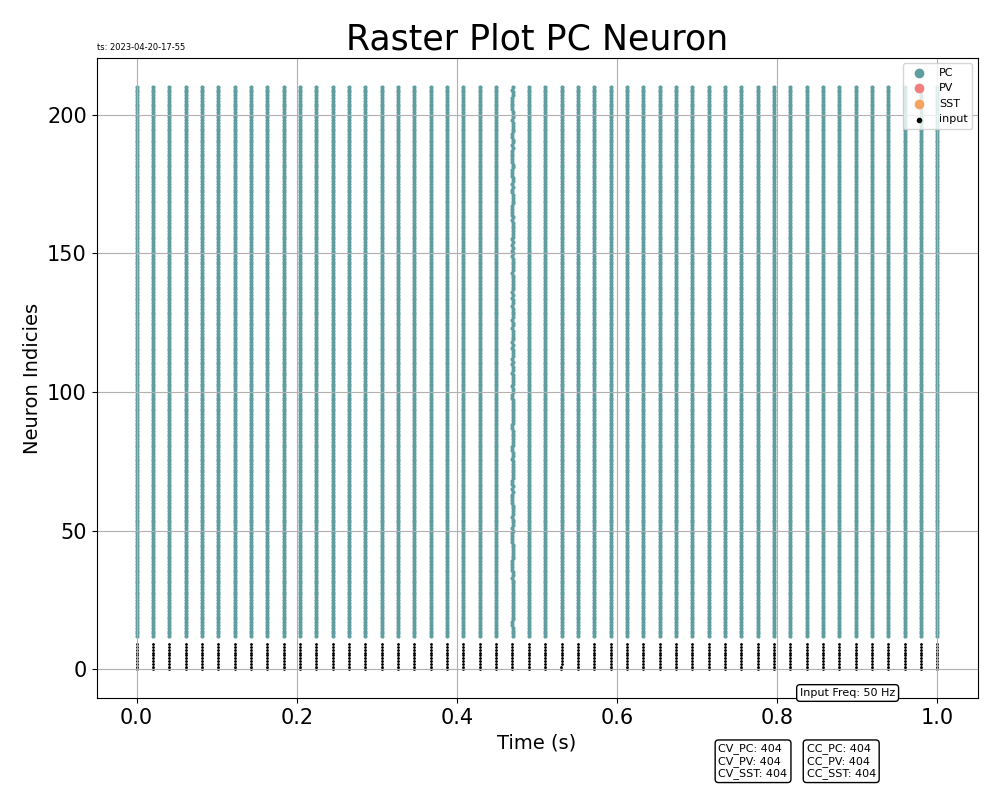 Raster Plot PC Neuron
ts: 2023-04-20-17-55
PC
PV
SST
input
200
150
100
50
0
Neuron Indicies
0.0 0.2 0.4 0.6 0.8 1.0
Input Freq: 50 Hz
Time (s)
CV_PC: 404
CV_PV: 404
CV_SST: 404
CC_PC: 404
CC_PV: 404
CC_SST: 404